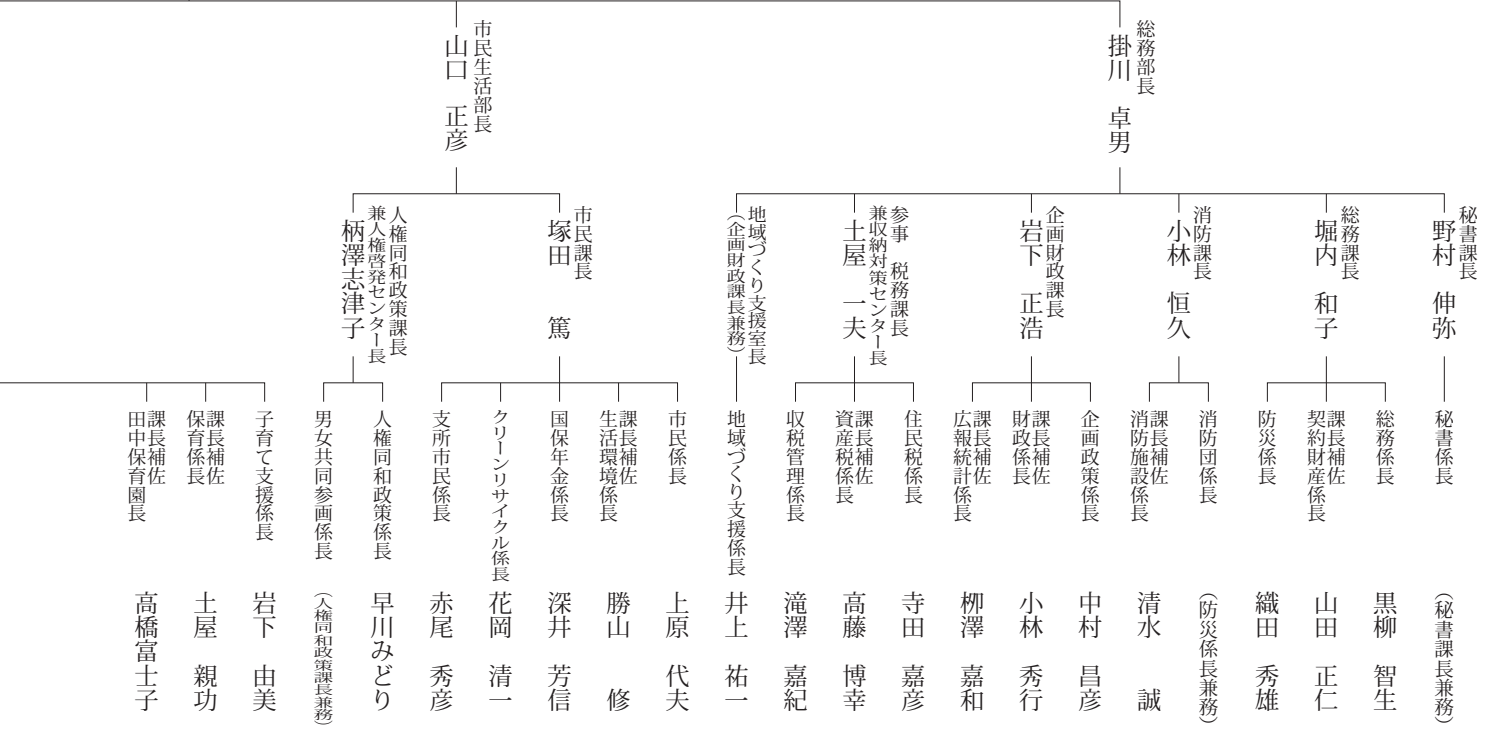 総務部長
掛川　卓男
市民生活部長
山口　正彦
秘書課長
野村　伸弥
総務課長
堀内　和子
消防課長
小林　恒久
企画財政課長
岩下　正浩
参事　税務課長
兼収納対策センター長
土屋　一夫
地域づくり支援室長
（企画財政課長兼務）
市民課長
塚田　篤
人権同和政策課長
兼人権啓発センター長
柄澤志津子
秘書係長
（秘書課長兼務）
総務係長
黒柳　智生
課長補佐
契約財産係長
山田　正仁
防災係長
織田　秀雄
消防団係長
（防災係長兼務）
課長補佐
消防施設係長
清水　誠
企画政策係長
中村　昌彦
課長補佐
財政係長
小林　秀行
課長補佐
広報統計係長
栁澤　嘉和
住民税係長
寺田　嘉彦
課長補佐
資産税係長
高藤　博幸
収税管理係長
滝澤　嘉紀
地域づくり支援係長
井上　祐一
市民係長
上原　代夫
課長補佐
生活環境係長
勝山　修
国保年金係長
深井　芳信
クリーンリサイクル係長
花岡　清一
支所市民係長
赤尾　秀彦
人権同和政策係長
早川みどり
男女共同参画係長
（人権同和政策課長兼務）
子育て支援係長
岩下　由美
課長補佐
保育係長
土屋　親功
課長補佐
田中保育園長
高橋富士子